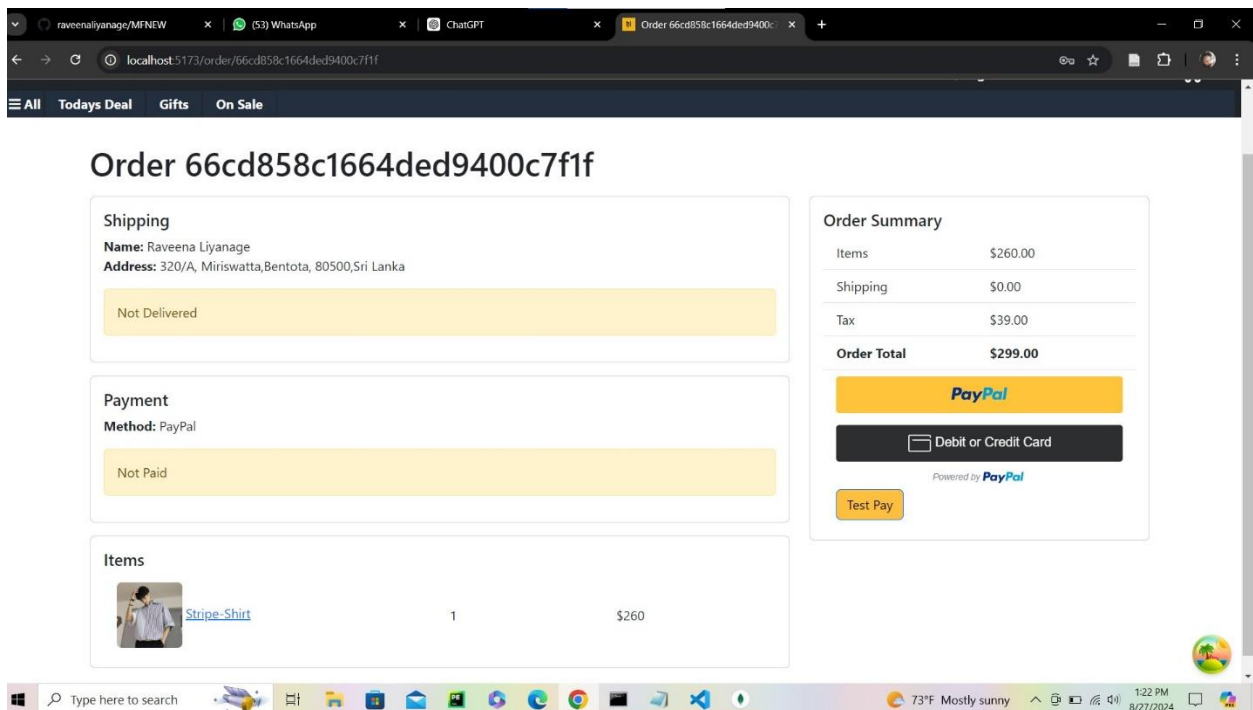 raveenaliyanage/MFNEW
(53) WhatsApp
ChatGPT
Order 66cd858c1664ded9400c7
localhost:5173/order/66cd858c1664ded9400c7f1f
All Todays Deal Gifts On Sale
Order 66cd858c1664ded9400c7f1f
Shipping
Name: Raveena Liyanage
Address: 320/A, Miriswatta,Bentota, 80500,Sri Lanka
Not Delivered
Payment
Method: PayPal
Not Paid
Items
Stripe-Shirt 1 $260
Order Summary
Items $260.00
Shipping $0.00
Tax $39.00
Order Total $299.00
PayPal
Debit or Credit Card
Powered by PayPal
Test Pay
Type here to search
73°F Mostly sunny
1:22 PM
8/27/2024